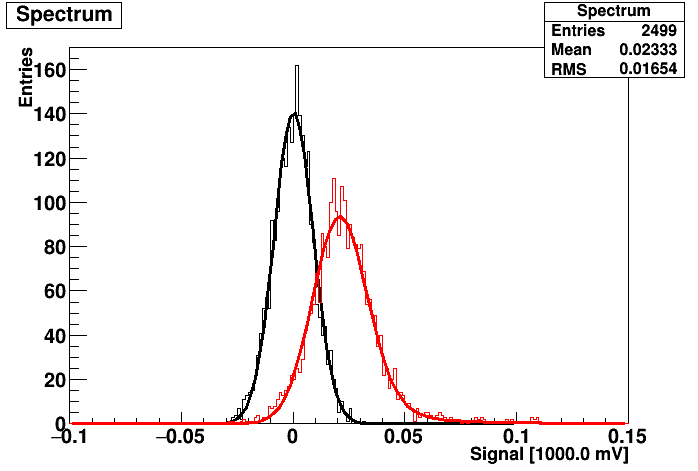 Spectrum
Spectrum
Entries 2499
Mean 0.02333
RMS 0.01654
Entries
160
140
120
100
80
60
40
20
0
−0.1 −0.05 0 0.05 0.1 0.15
Signal [1000.0 mV]